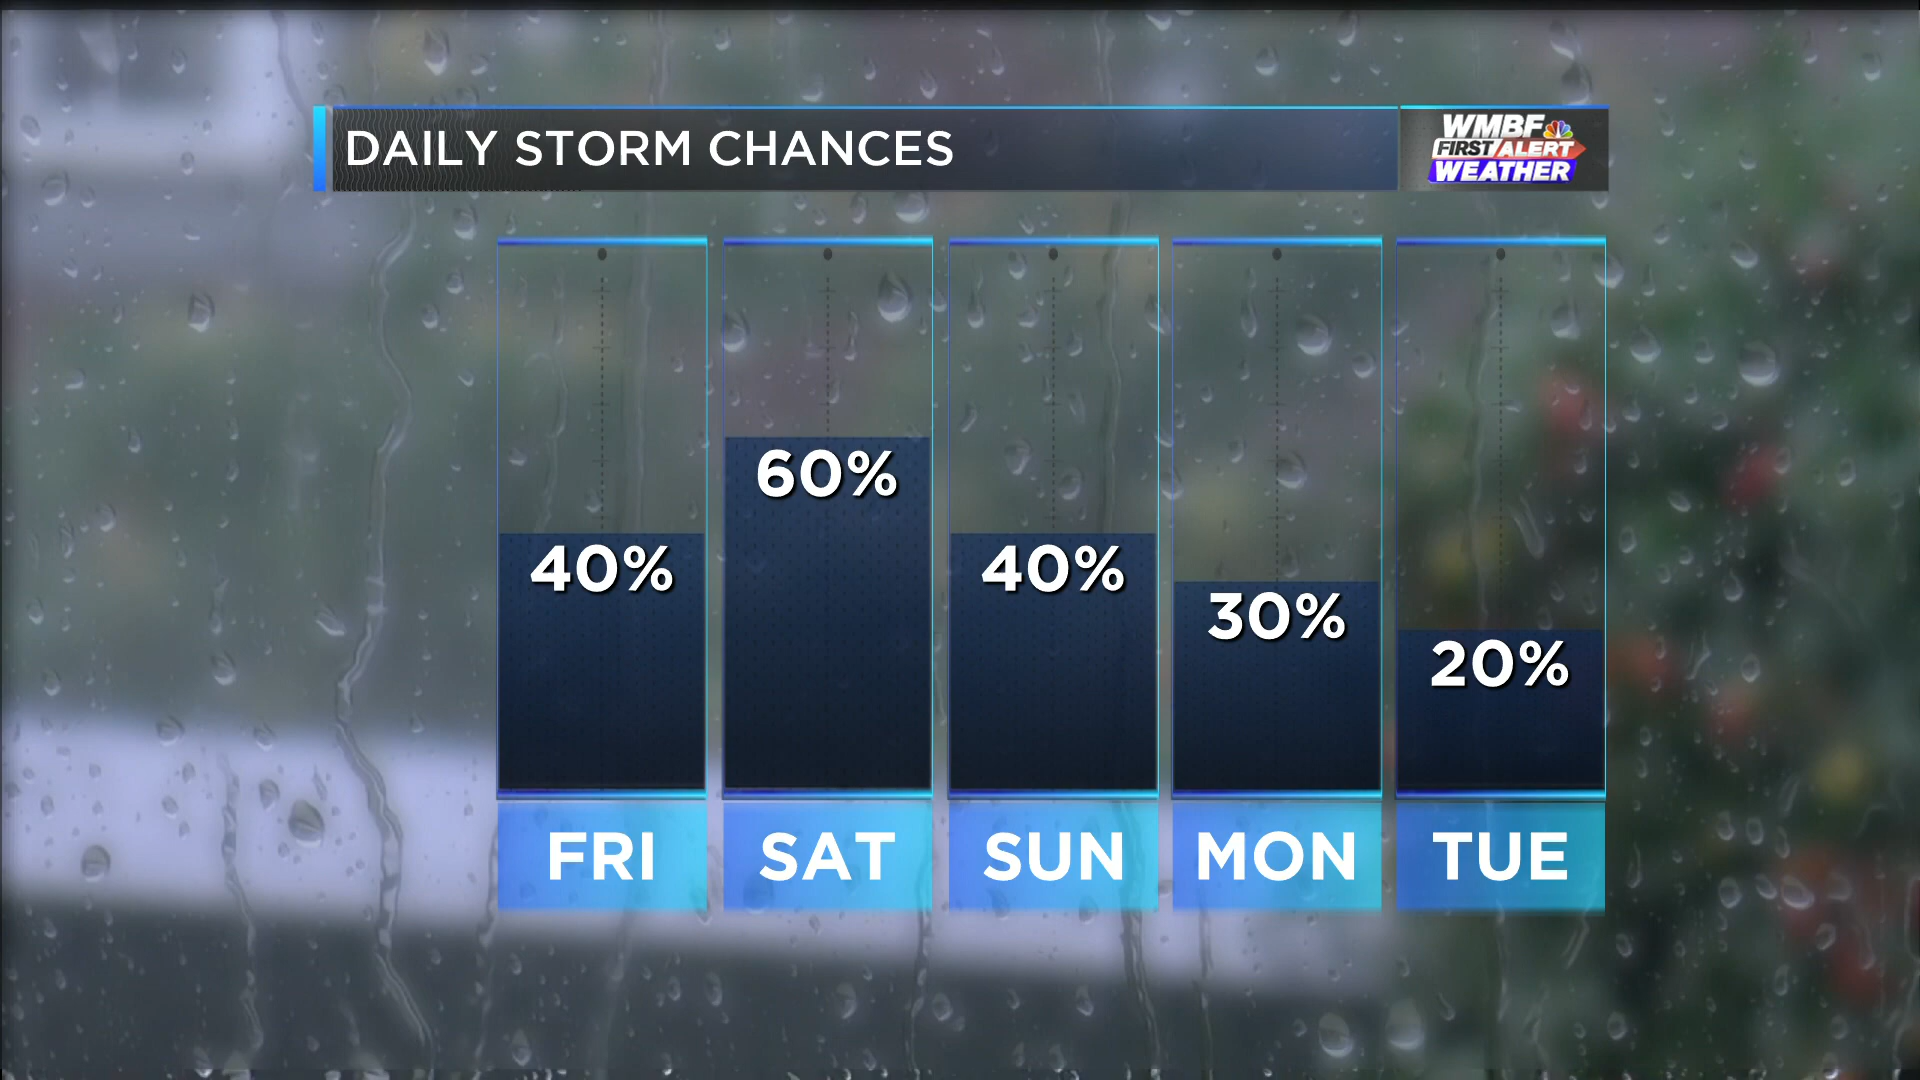 DAILY STORM CHANCES
WMBF
FIRST ALERT
WEATHER
40%
60%
40%
30%
20%
FRI
SAT
SUN
MON
TUE